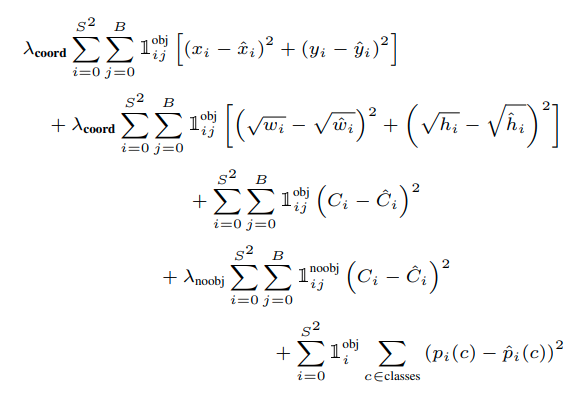 λ_coord ∑_{i=0}^{S^2} ∑_{j=0}^{B} 𝟙_{ij}^{obj} [(x_i − x̂_i)^2 + (y_i − ŷ_i)^2]
+ λ_coord ∑_{i=0}^{S^2} ∑_{j=0}^{B} 𝟙_{ij}^{obj} [(√w_i − √ŵ_i)^2 + (√h_i − √ĥ_i)^2]
+ ∑_{i=0}^{S^2} ∑_{j=0}^{B} 𝟙_{ij}^{obj} (C_i − Ĉ_i)^2
+ λ_noobj ∑_{i=0}^{S^2} ∑_{j=0}^{B} 𝟙_{ij}^{noobj} (C_i − Ĉ_i)^2
+ ∑_{i=0}^{S^2} 𝟙_{i}^{obj} ∑_{c∈classes} (p_i(c) − p̂_i(c))^2